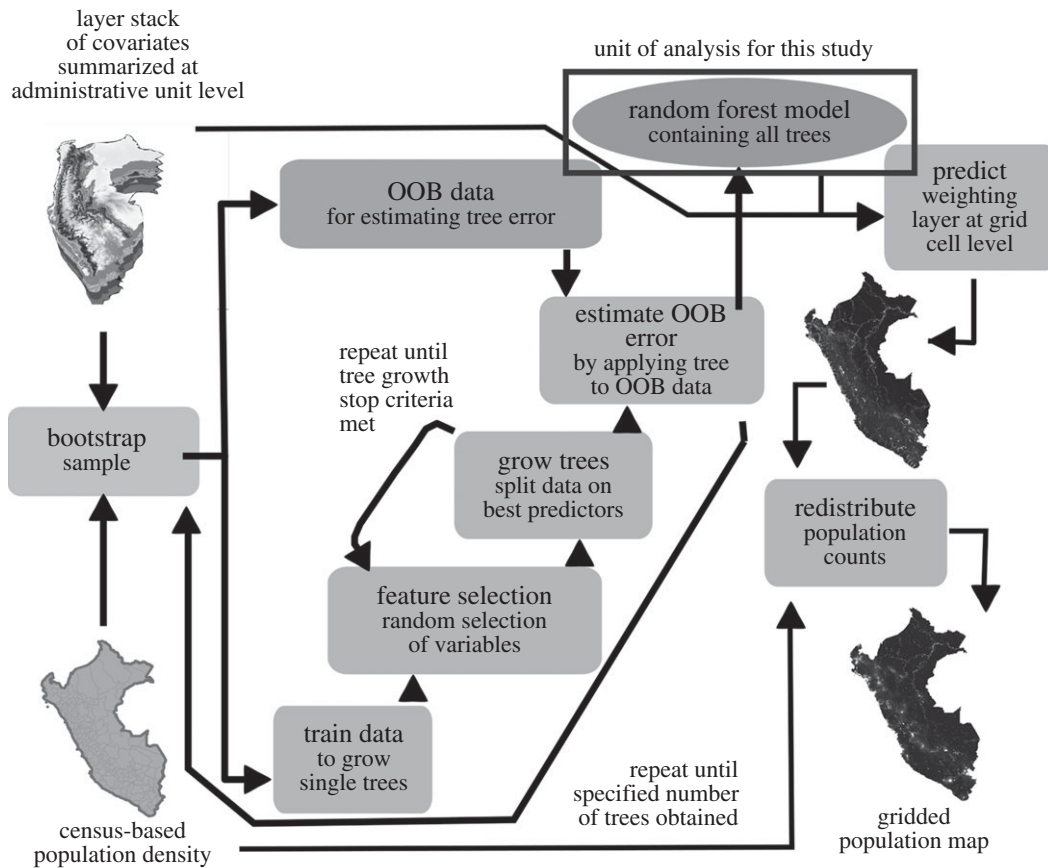 layer stack
of covariates
summarized at
administrative unit level
unit of analysis for this study
random forest model
containing all trees
OOB data
for estimating tree error
predict
weighting
layer at grid
cell level
estimate OOB
error
by applying tree
to OOB data
repeat until
tree growth
stop criteria
met
bootstrap
sample
grow trees
split data on
best predictors
redistribute
population
counts
feature selection
random selection
of variables
train data
to grow
single trees
repeat until
specified number
of trees obtained
census-based
population density
gridded
population map